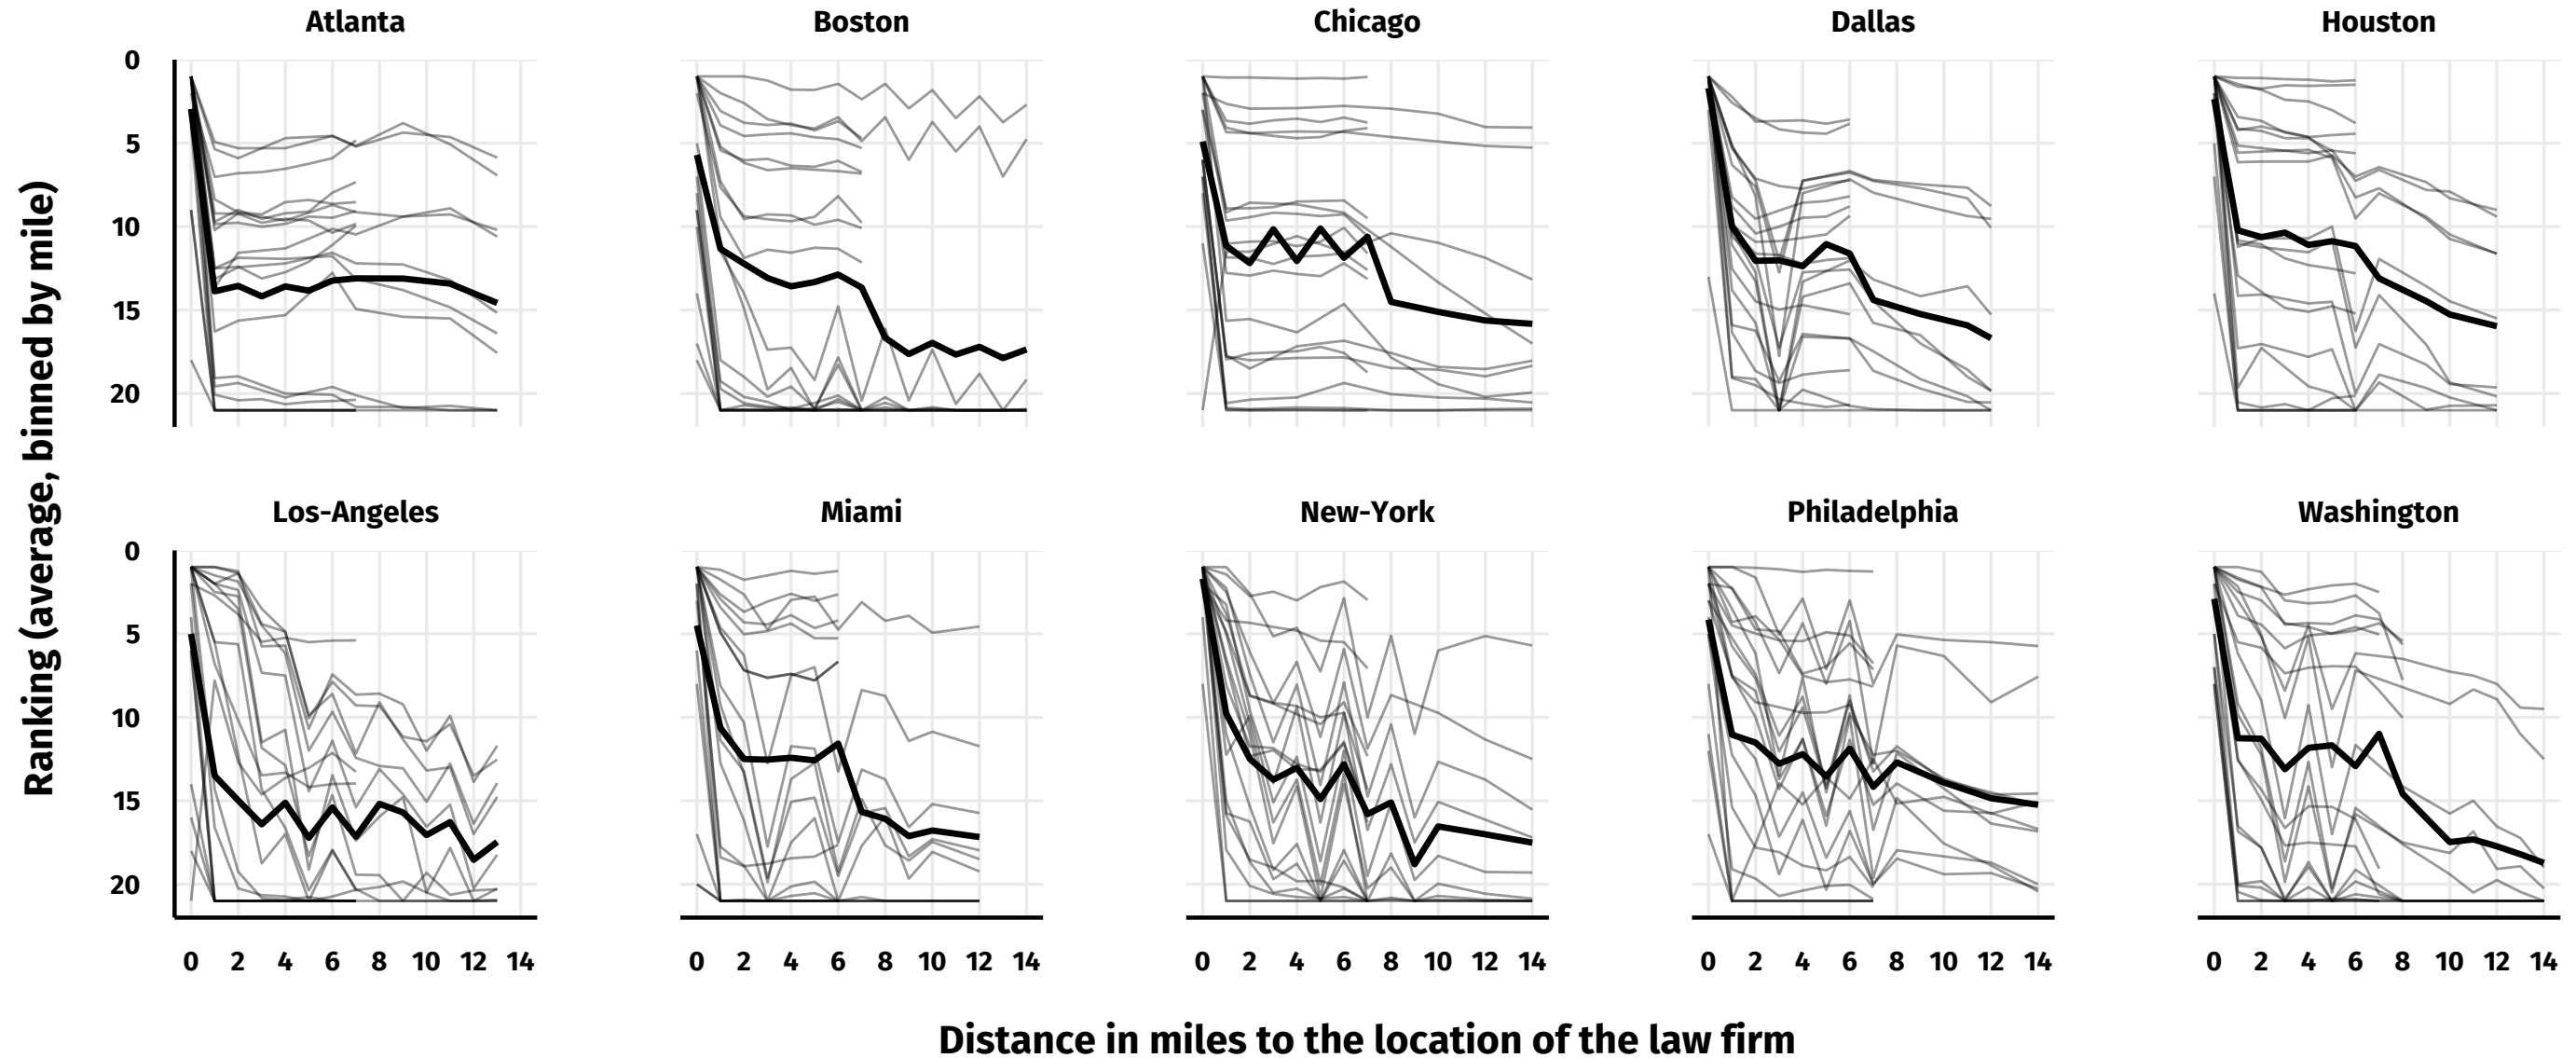 Atlanta Boston Chicago Dallas Houston
0
5
10
15
20
Ranking (average, binned by mile)
Los-Angeles Miami New-York Philadelphia Washington
0
5
10
15
20
0 2 4 6 8 10 12 14 0 2 4 6 8 10 12 14 0 2 4 6 8 10 12 14 0 2 4 6 8 10 12 14 0 2 4 6 8 10 12 14
Distance in miles to the location of the law firm